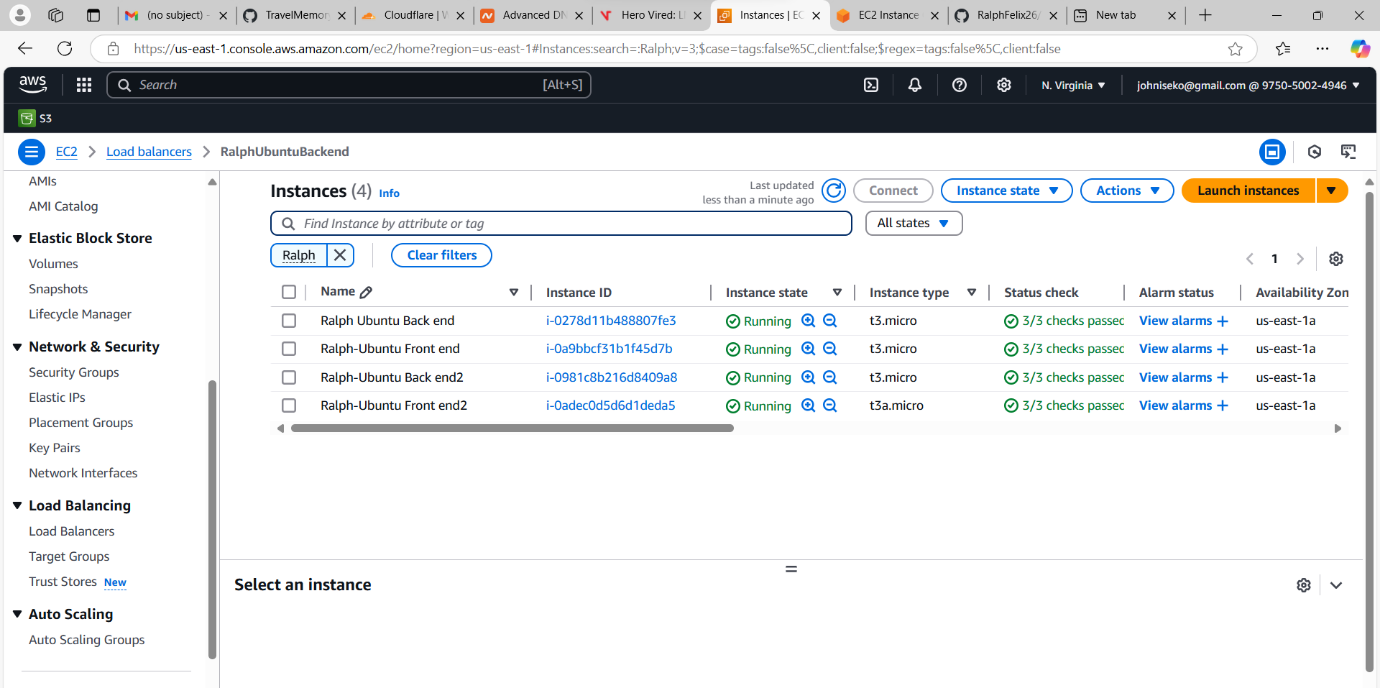 (no subject) -
TravelMemor
Cloudflare | W
Advanced DN
Hero Vired: LI
Instances | EC
EC2 Instance
RalphFelix26/
New tab
https://us-east-1.console.aws.amazon.com/ec2/home?region=us-east-1#Instances:search=:Ralph;v=3;$case=tags:false%5C,client:false;$regex=tags:false%5C,client:false
aws
Search
[Alt+S]
N. Virginia
johniseko@gmail.com @ 9750-5002-4946
S3
EC2
Load balancers
RalphUbuntuBackend
AMIs
AMI Catalog
Elastic Block Store
Volumes
Snapshots
Lifecycle Manager
Network & Security
Security Groups
Elastic IPs
Placement Groups
Key Pairs
Network Interfaces
Load Balancing
Load Balancers
Target Groups
Trust Stores New
Auto Scaling
Auto Scaling Groups
Instances (4) Info
Last updated
less than a minute ago
Connect
Instance state
Actions
Launch instances
Find Instance by attribute or tag
All states
Ralph
Clear filters
1
Name Instance ID Instance state Instance type Status check Alarm status Availability Zon
Ralph Ubuntu Back end i-0278d11b488807fe3 Running t3.micro 3/3 checks passed View alarms + us-east-1a
Ralph-Ubuntu Front end i-0a9bbcf31b1f45d7b Running t3.micro 3/3 checks passed View alarms + us-east-1a
Ralph-Ubuntu Back end2 i-0981c8b216d8409a8 Running t3.micro 3/3 checks passed View alarms + us-east-1a
Ralph-Ubuntu Front end2 i-0adec0d5d6d1deda5 Running t3a.micro 3/3 checks passed View alarms + us-east-1a
Select an instance